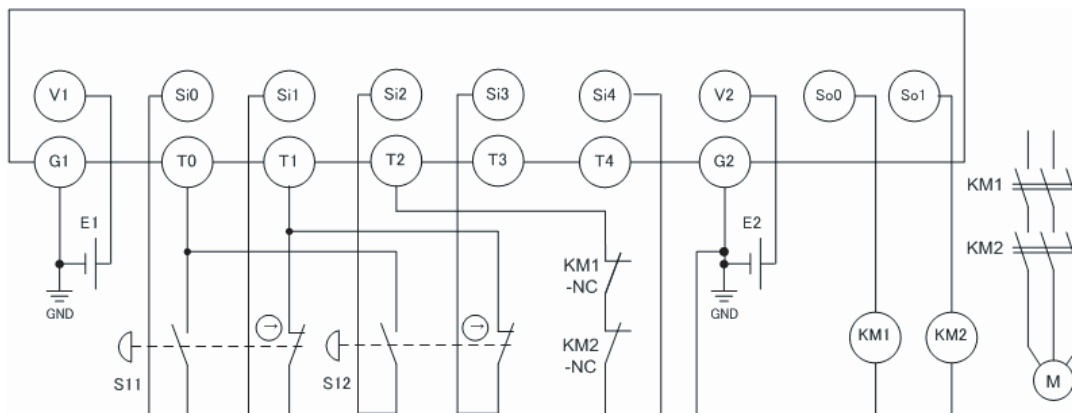 V1
Si0
Si1
Si2
Si3
Si4
V2
So0
So1
G1
T0
T1
T2
T3
T4
G2
KM1
E1
E2
KM2
KM1
-NC
GND
GND
KM2
-NC
KM1
KM2
S11
S12
M